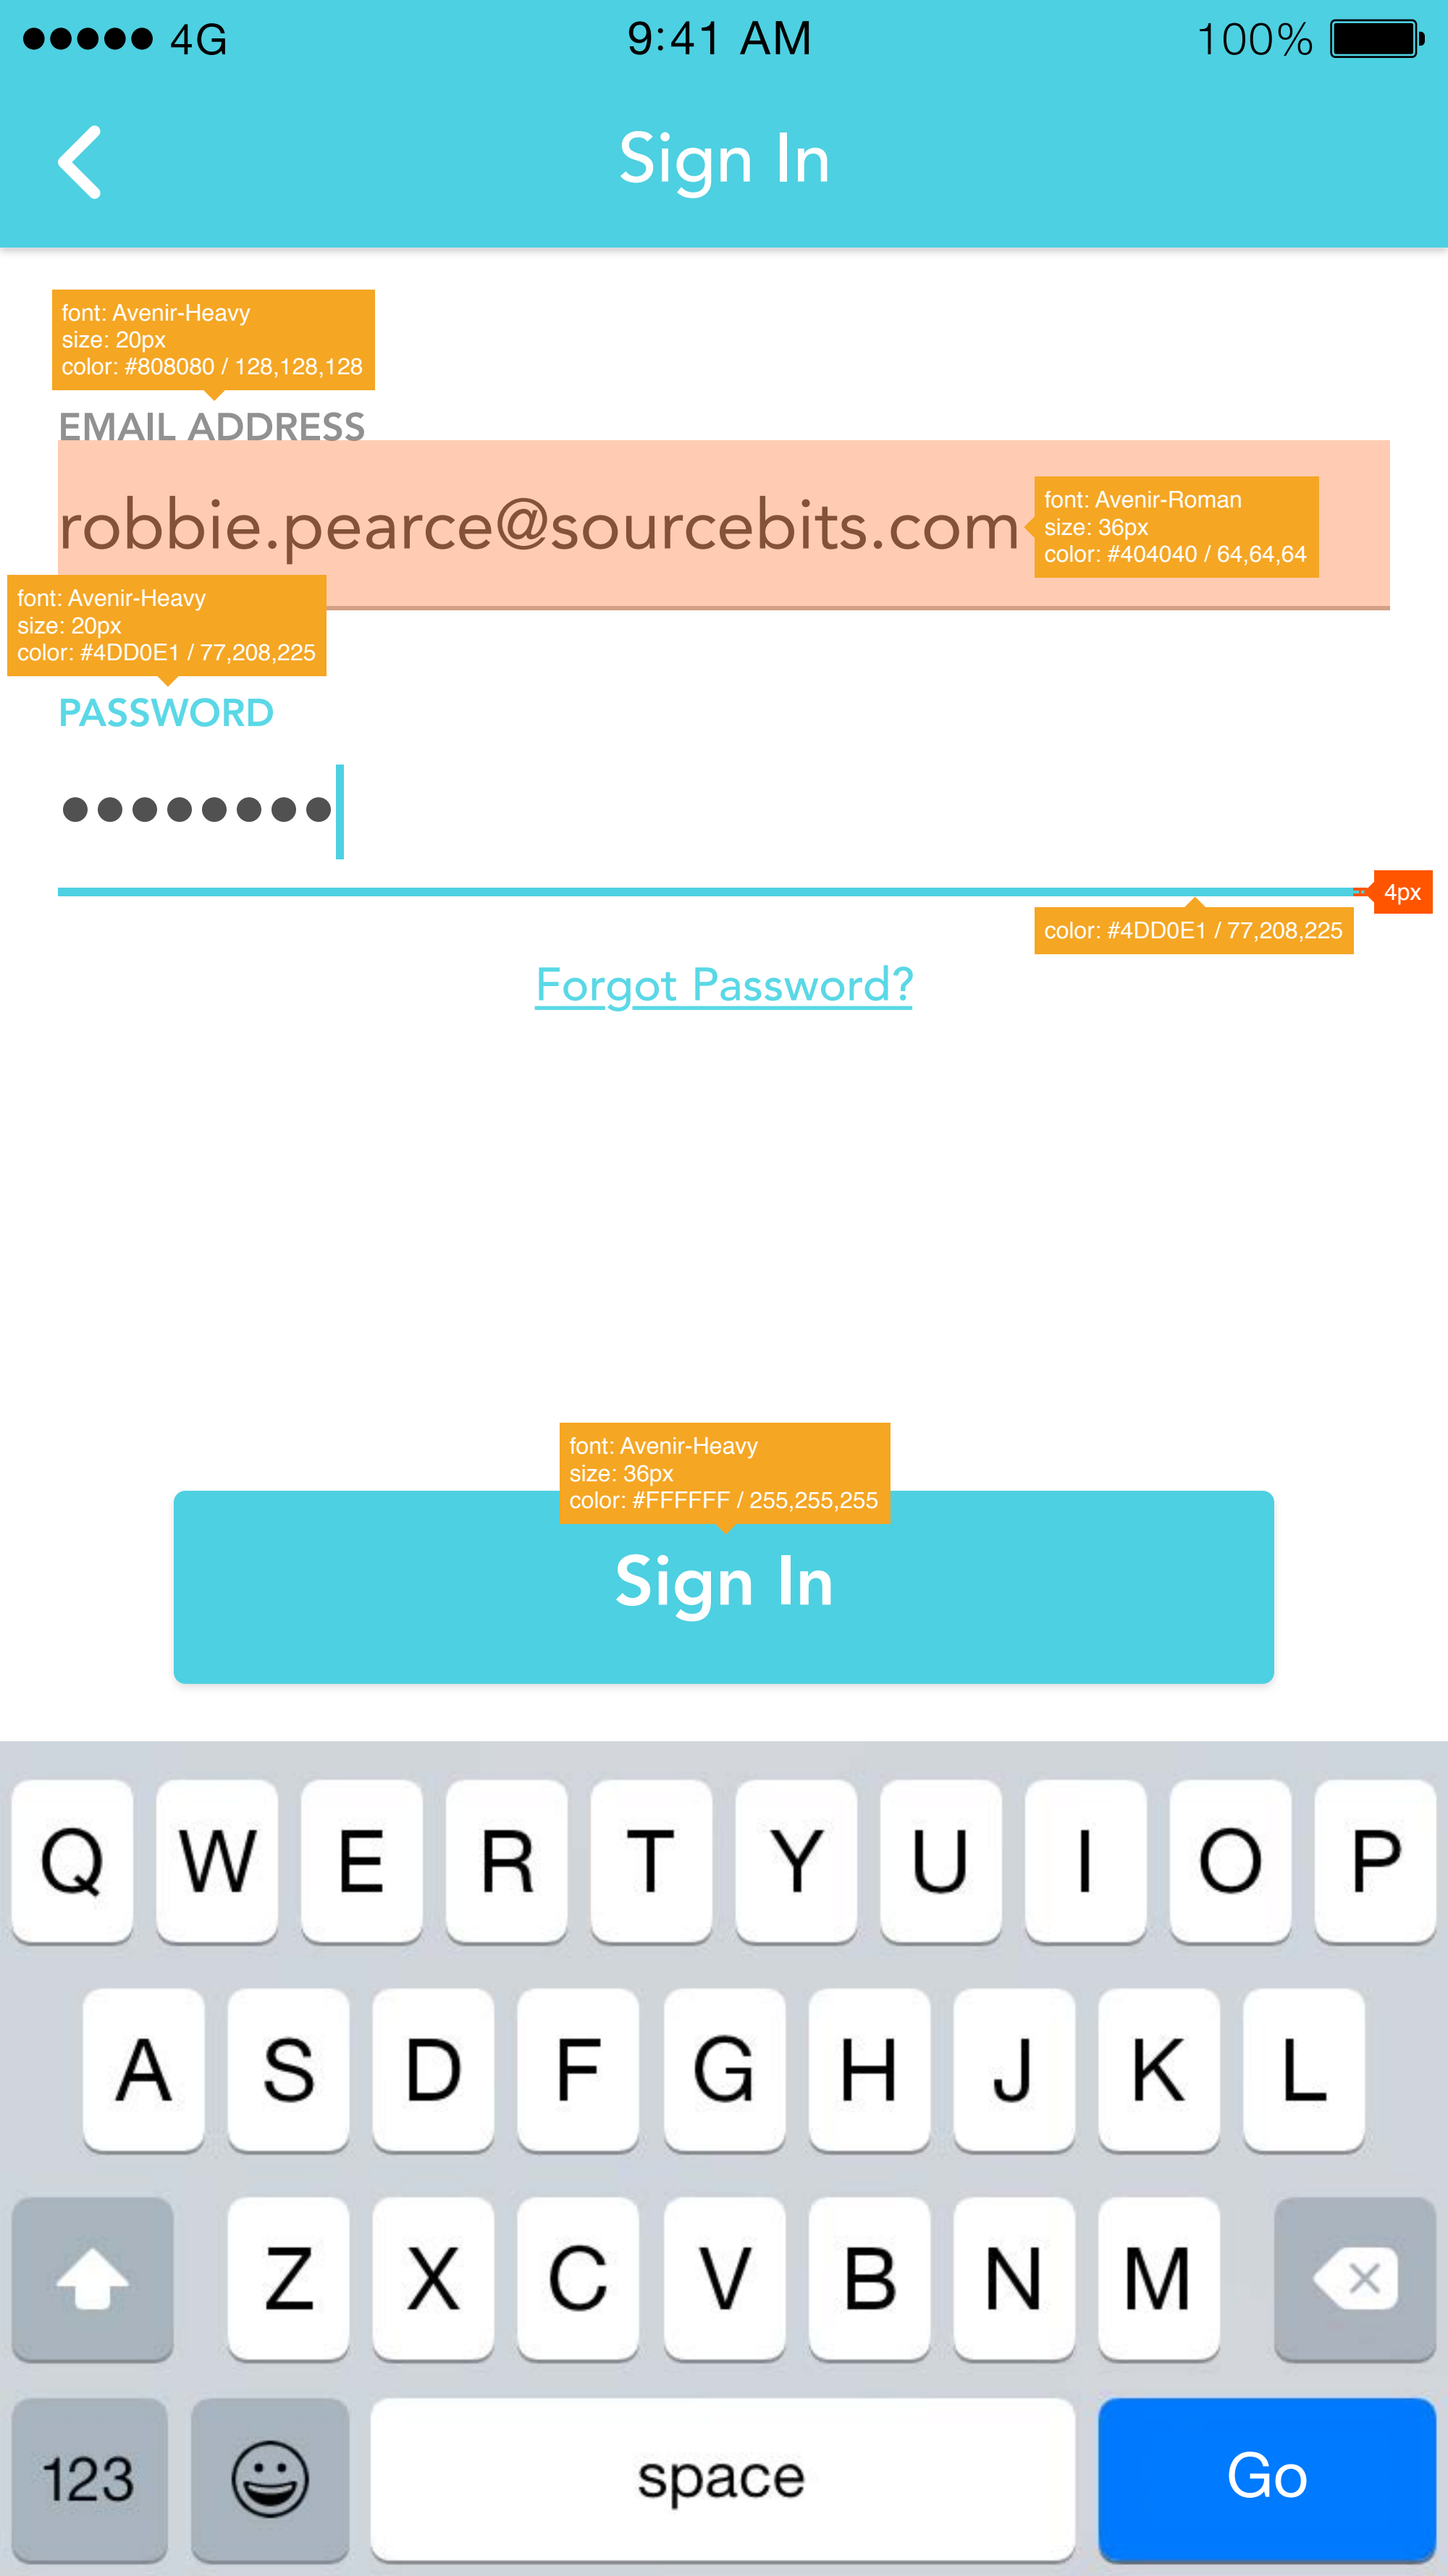 4G 9:41 AM 100%
Sign In
font: Avenir-Heavy
size: 20px
color: #808080 / 128,128,128
EMAIL ADDRESS
robbie.pearce@sourcebits.com
font: Avenir-Roman
size: 36px
color: #404040 / 64,64,64
font: Avenir-Heavy
size: 20px
color: #4DD0E1 / 77,208,225
PASSWORD
4px
color: #4DD0E1 / 77,208,225
Forgot Password?
font: Avenir-Heavy
size: 36px
color: #FFFFFF / 255,255,255
Sign In
Q W E R T Y U I O P
A S D F G H J K L
Z X C V B N M
123 space Go